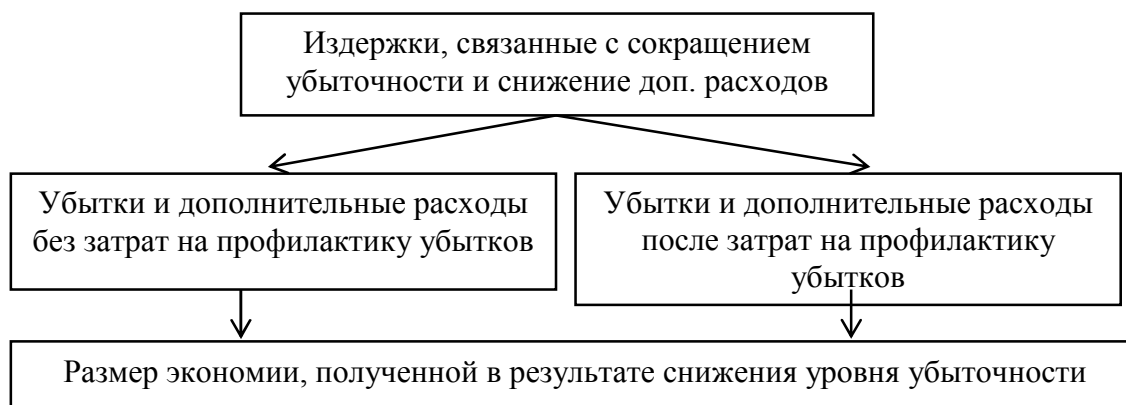 Издержки, связанные с сокращением
убыточности и снижение доп. расходов
Убытки и дополнительные расходы
без затрат на профилактику убытков
Убытки и дополнительные расходы
после затрат на профилактику
убытков
Размер экономии, полученной в результате снижения уровня убыточности